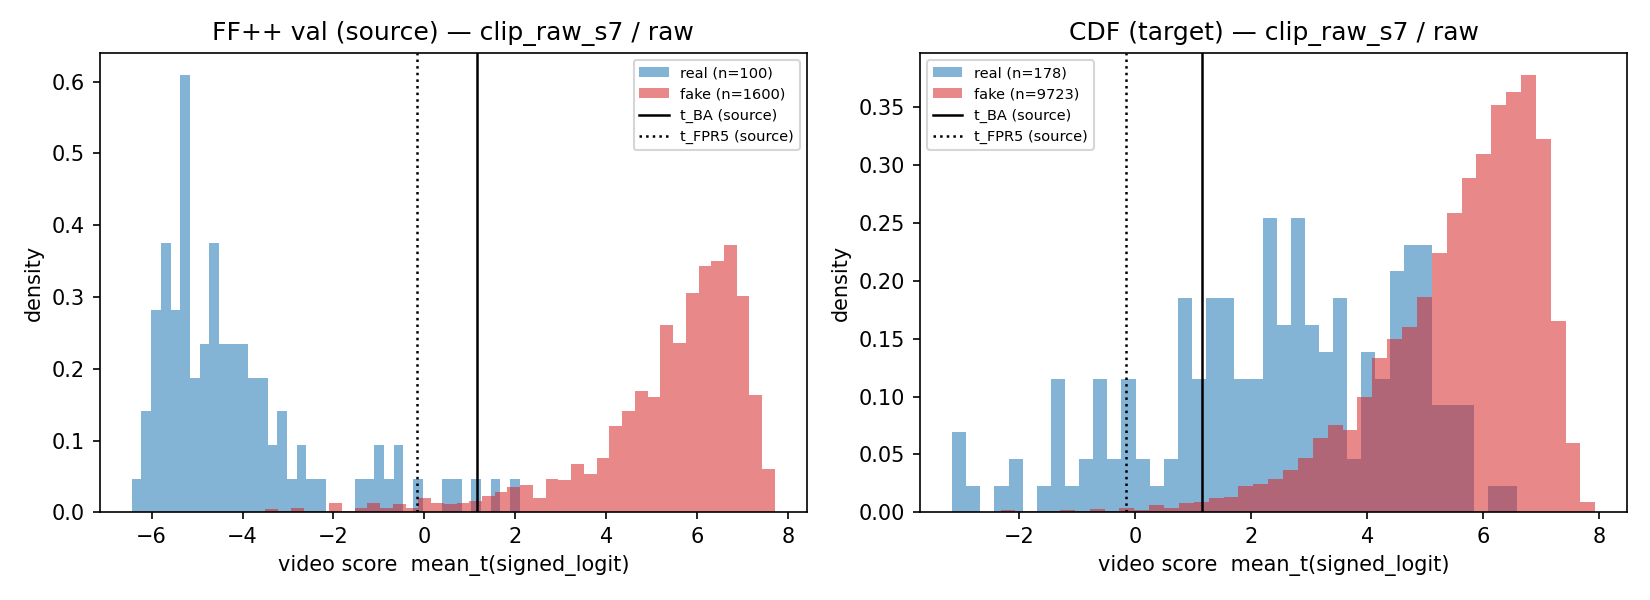 FF++ val (source) — clip_raw_s7 / raw
real (n=100)
fake (n=1600)
t_BA (source)
t_FPR5 (source)
0.6
0.5
0.4
0.3
0.2
0.1
0.0
density
−6
−4
−2
0
2
4
6
8
video score  mean_t(signed_logit)
CDF (target) — clip_raw_s7 / raw
real (n=178)
fake (n=9723)
t_BA (source)
t_FPR5 (source)
0.35
0.30
0.25
0.20
0.15
0.10
0.05
0.00
density
−2
0
2
4
6
8
video score  mean_t(signed_logit)